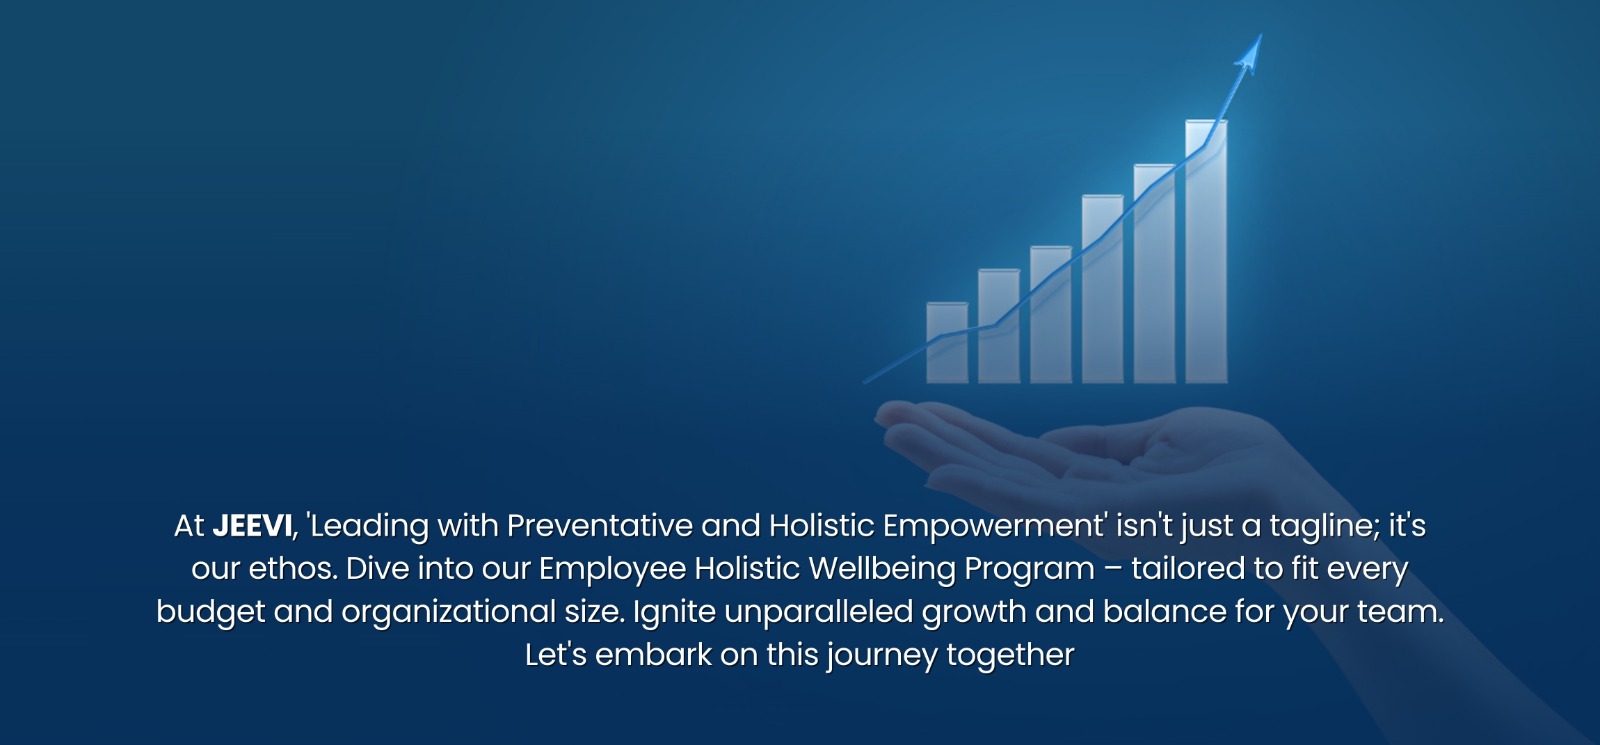 At JEEVI, 'Leading with Preventative and Holistic Empowerment' isn't just a tagline; it's
our ethos. Dive into our Employee Holistic Wellbeing Program – tailored to fit every
budget and organizational size. Ignite unparalleled growth and balance for your team.
Let's embark on this journey together